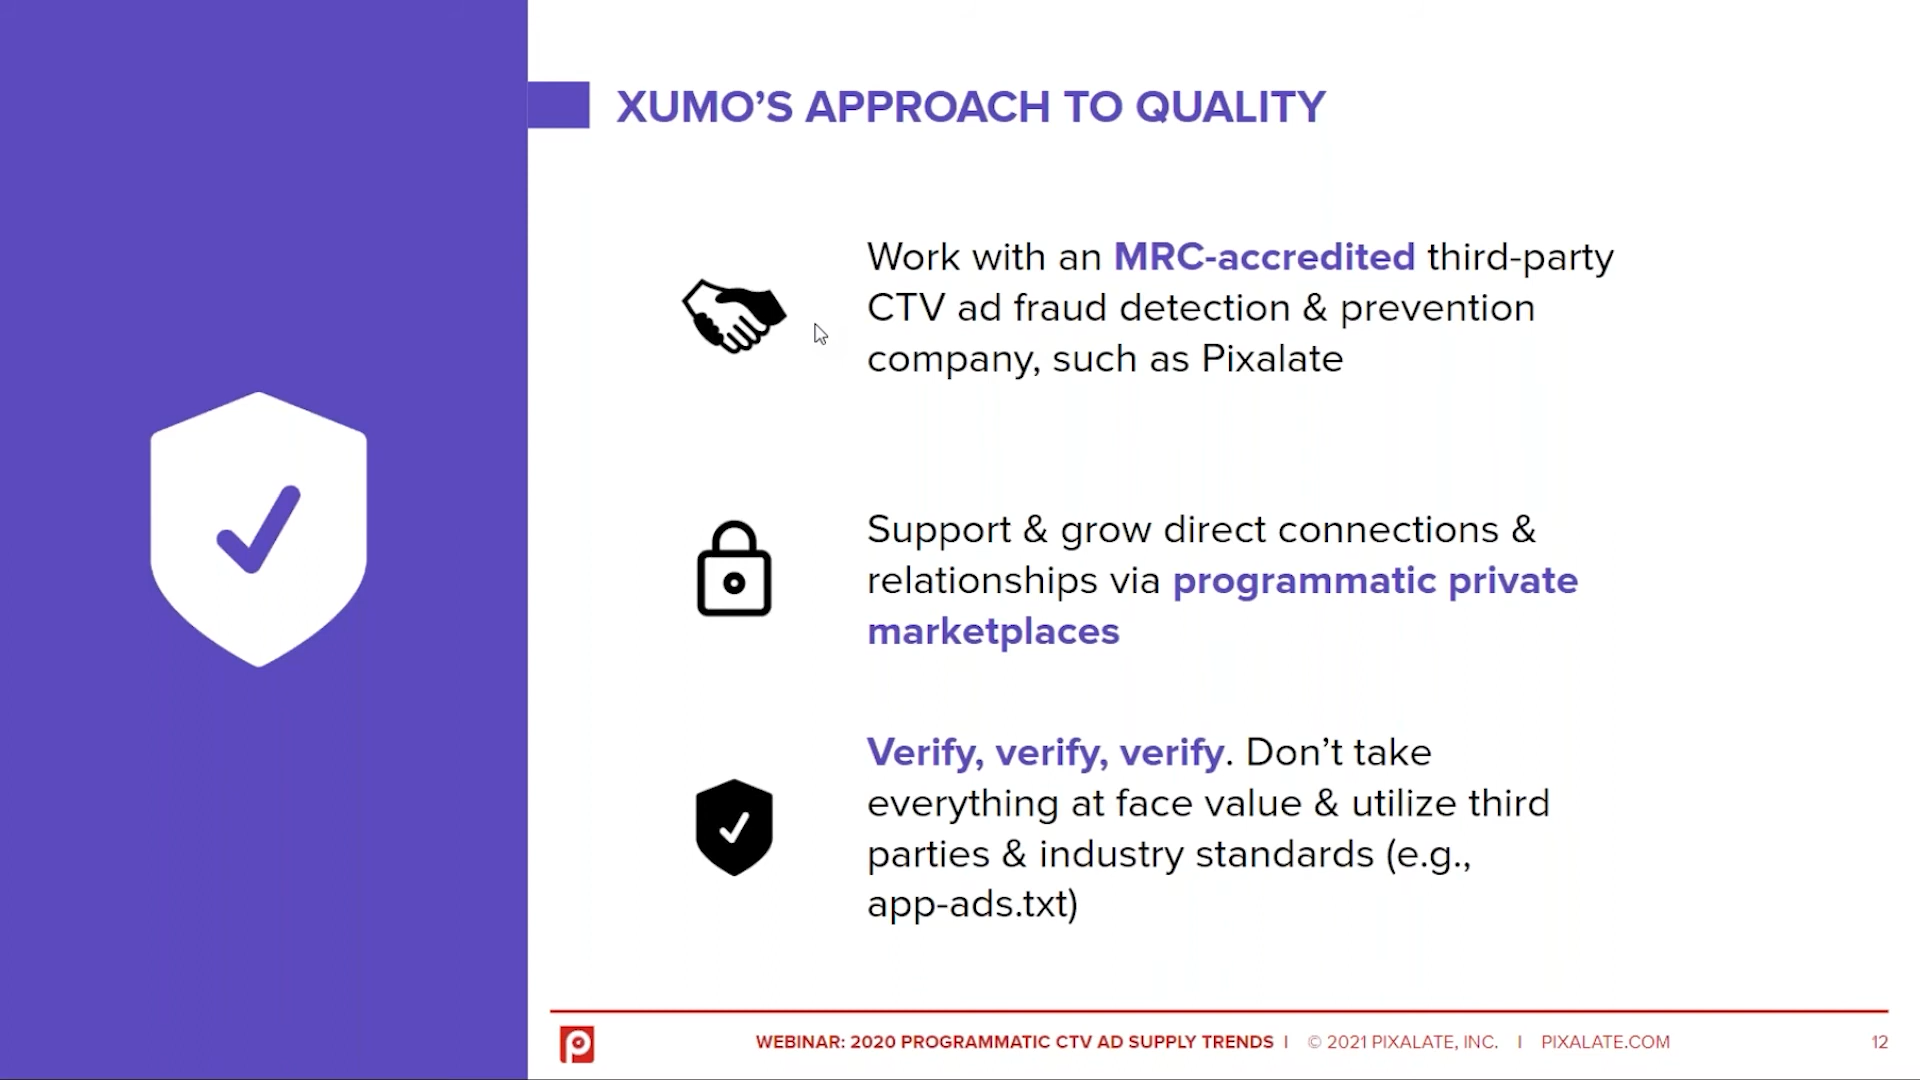 XUMO’S APPROACH TO QUALITY
Work with an MRC-accredited third-party
CTV ad fraud detection & prevention
company, such as Pixalate
Support & grow direct connections &
relationships via programmatic private
marketplaces
Verify, verify, verify. Don’t take
everything at face value & utilize third
parties & industry standards (e.g.,
app-ads.txt)
WEBINAR: 2020 PROGRAMMATIC CTV AD SUPPLY TRENDS I © 2021 PIXALATE, INC. I PIXALATE.COM 12